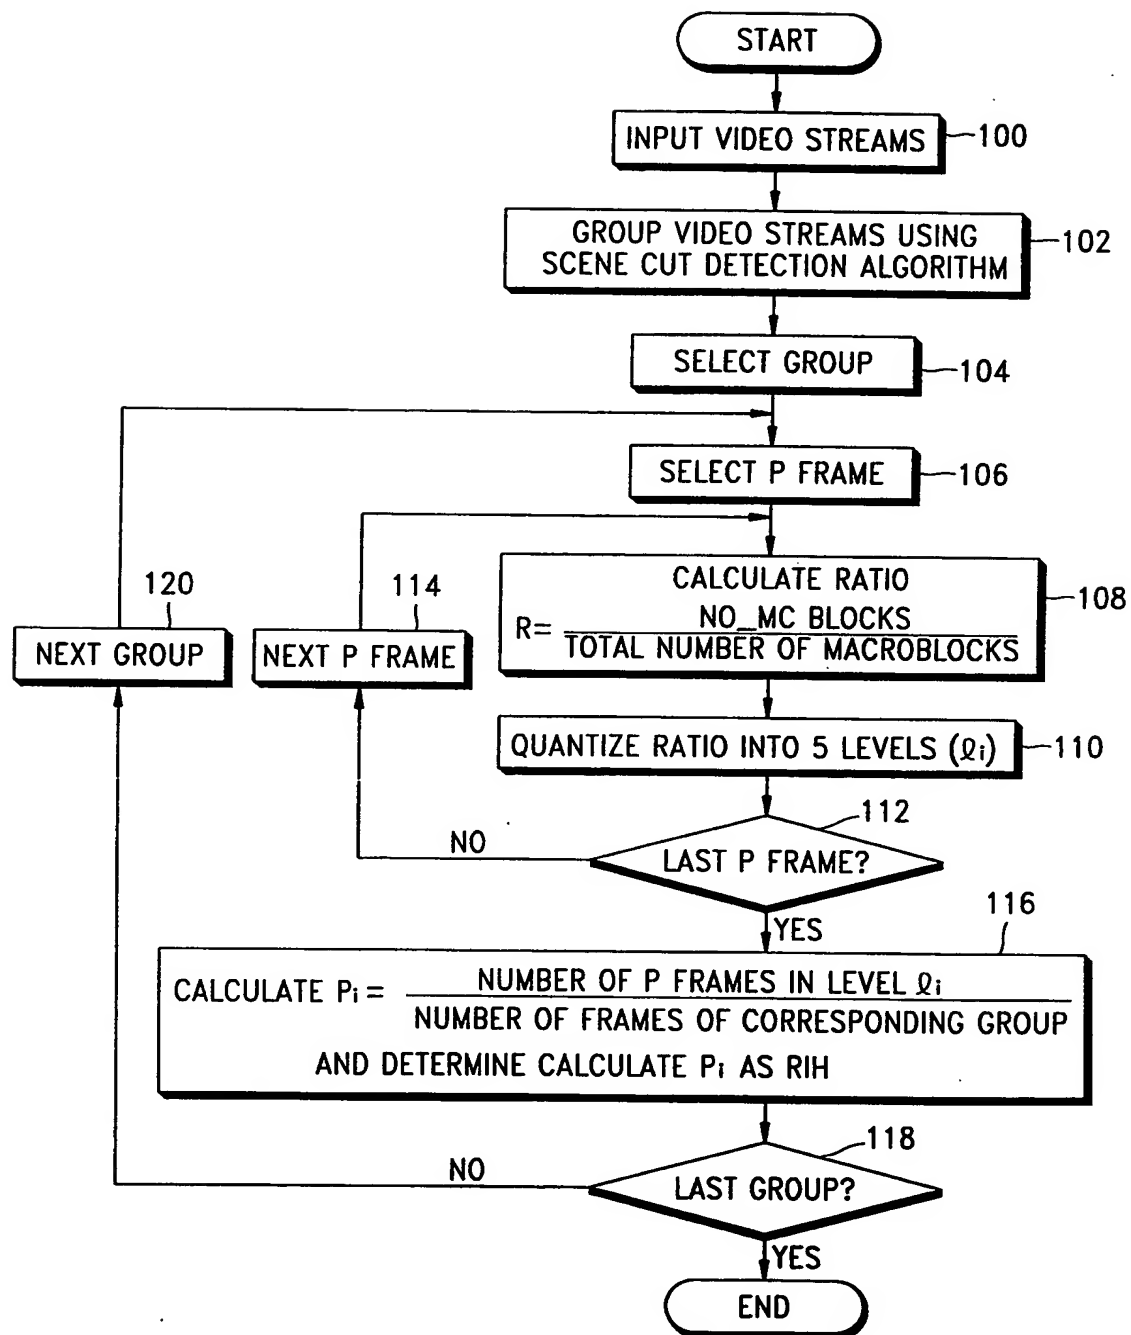 START
INPUT VIDEO STREAMS
100
GROUP VIDEO STREAMS USING
SCENE CUT DETECTION ALGORITHM
102
SELECT GROUP
104
SELECT P FRAME
106
CALCULATE RATIO
R= NO_MC BLOCKS
TOTAL NUMBER OF MACROBLOCKS
108
120
NEXT GROUP
114
NEXT P FRAME
QUANTIZE RATIO INTO 5 LEVELS (ℓi)
110
112
LAST P FRAME?
NO
YES
116
CALCULATE Pi = NUMBER OF P FRAMES IN LEVEL ℓi
NUMBER OF FRAMES OF CORRESPONDING GROUP
AND DETERMINE CALCULATE Pi AS RIH
118
LAST GROUP?
NO
YES
END